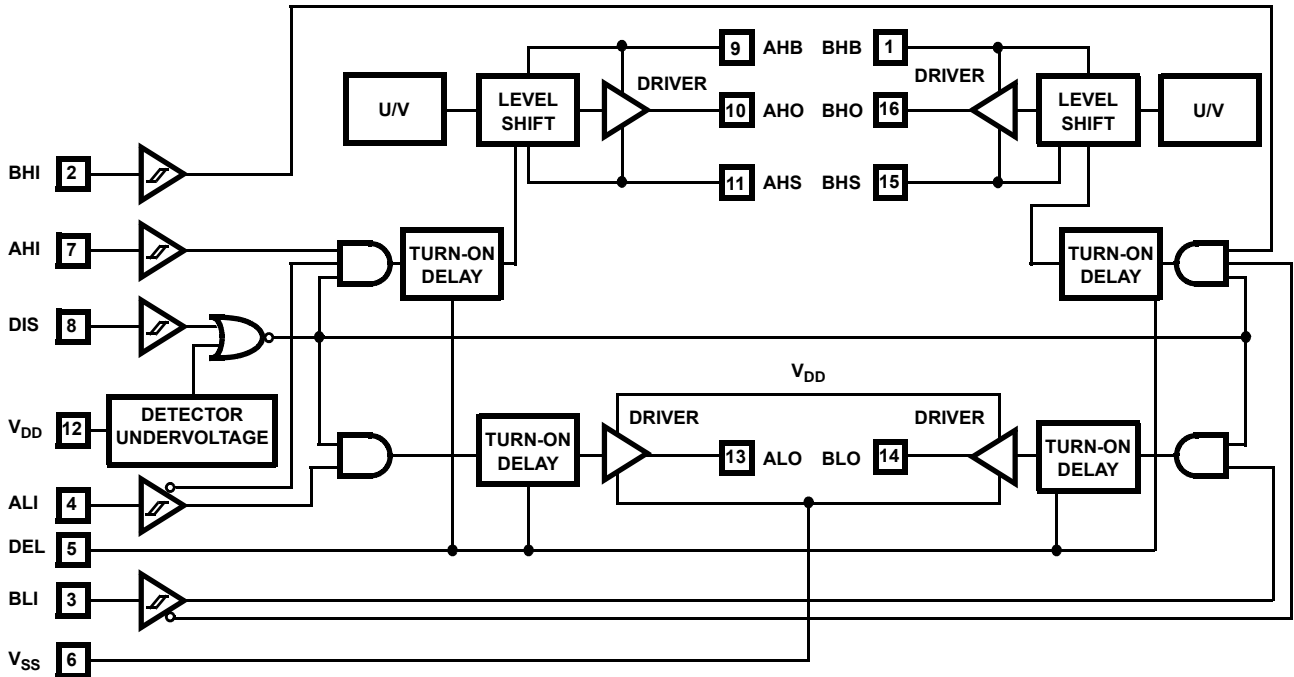 9 AHB BHB 1
DRIVER DRIVER
U/V
LEVEL
SHIFT
10 AHO BHO 16
LEVEL
SHIFT
U/V
BHI 2
11 AHS BHS 15
AHI 7
TURN-ON
DELAY
TURN-ON
DELAY
DIS 8
VDD
VDD 12
DETECTOR
UNDERVOLTAGE
DRIVER DRIVER
TURN-ON
DELAY
13 ALO BLO 14
TURN-ON
DELAY
ALI 4
DEL 5
BLI 3
VSS 6